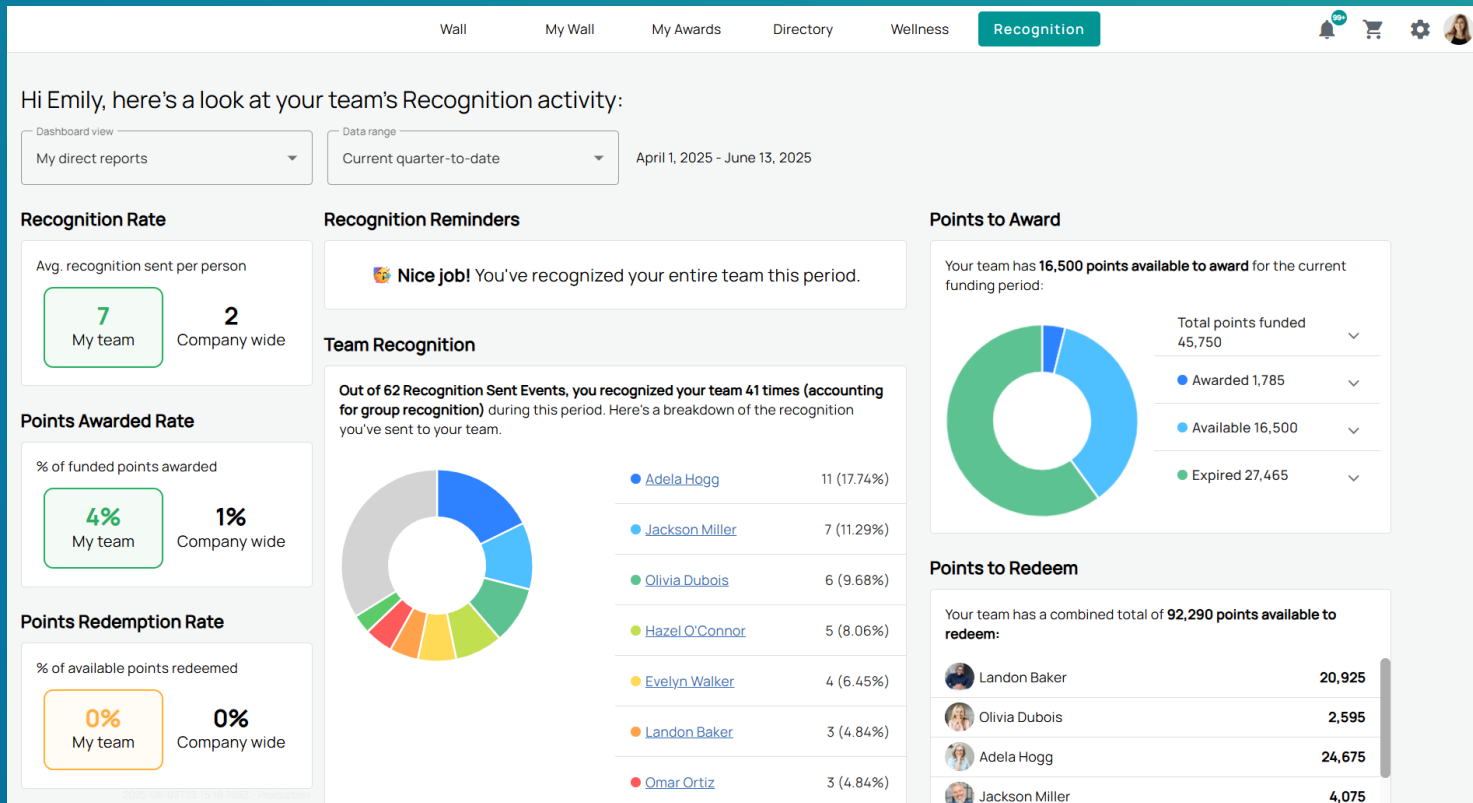 Wall
My Wall
My Awards
Directory
Wellness
Recognition
99+
Hi Emily, here's a look at your team's Recognition activity:
Dashboard view
My direct reports
Data range
Current quarter-to-date
April 1, 2025 - June 13, 2025
Recognition Rate
Avg. recognition sent per person
7
My team
2
Company wide
Points Awarded Rate
% of funded points awarded
4%
My team
1%
Company wide
Points Redemption Rate
% of available points redeemed
0%
My team
0%
Company wide
Recognition Reminders
Nice job! You've recognized your entire team this period.
Team Recognition
Out of 62 Recognition Sent Events, you recognized your team 41 times (accounting
for group recognition) during this period. Here's a breakdown of the recognition
you've sent to your team.
Adela Hogg 11 (17.74%)
Jackson Miller 7 (11.29%)
Olivia Dubois 6 (9.68%)
Hazel O'Connor 5 (8.06%)
Evelyn Walker 4 (6.45%)
Landon Baker 3 (4.84%)
Omar Ortiz 3 (4.84%)
Points to Award
Your team has 16,500 points available to award for the current
funding period:
Total points funded
45,750
Awarded 1,785
Available 16,500
Expired 27,465
Points to Redeem
Your team has a combined total of 92,290 points available to
redeem:
Landon Baker 20,925
Olivia Dubois 2,595
Adela Hogg 24,675
Jackson Miller 4,075